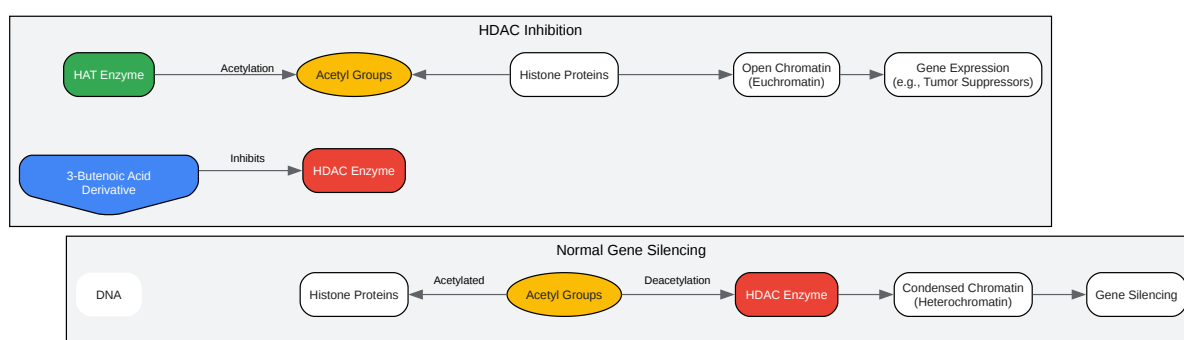 HDAC Inhibition
HAT Enzyme
Acetylation
Acetyl Groups
Histone Proteins
Open Chromatin
(Euchromatin)
Gene Expression
(e.g., Tumor Suppressors)
3-Butenoic Acid
Derivative
Inhibits
HDAC Enzyme
Normal Gene Silencing
DNA
Histone Proteins
Acetylated
Acetyl Groups
Deacetylation
HDAC Enzyme
Condensed Chromatin
(Heterochromatin)
Gene Silencing